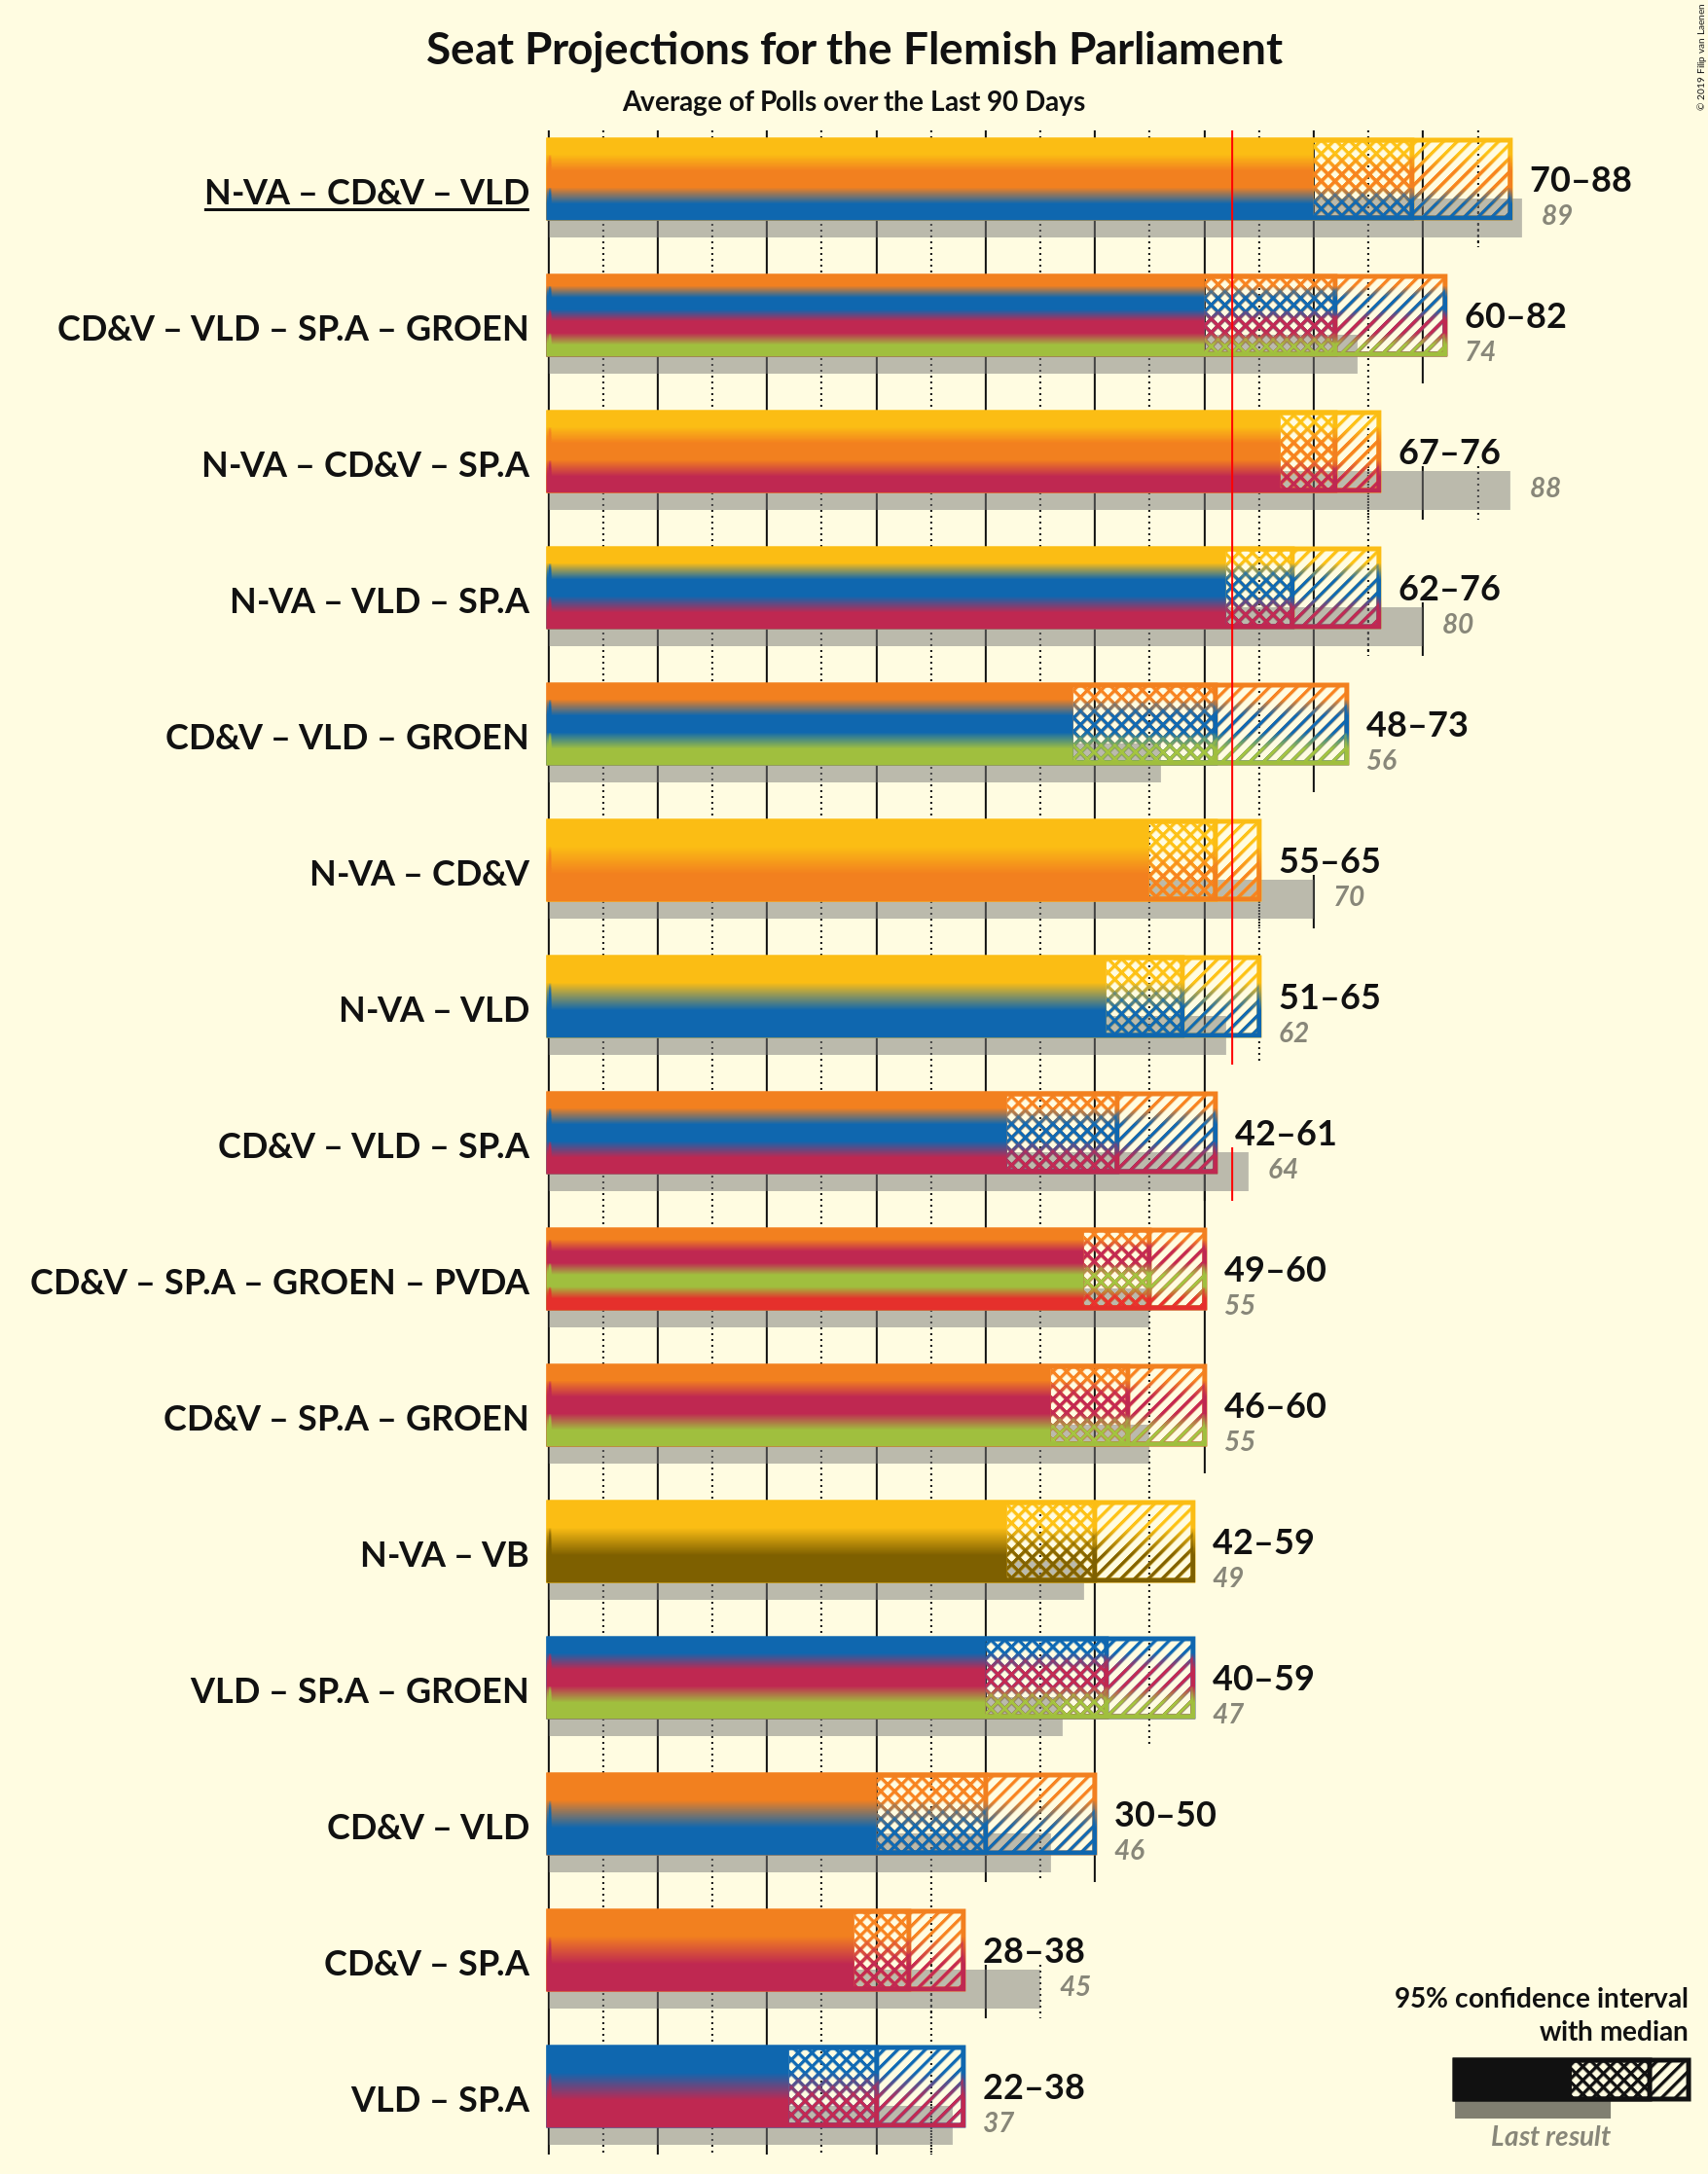 Seat Projections for the Flemish Parliament
Average of Polls over the Last 90 Days
© 2019 Filip van Laenen
N-VA – CD&V – VLD
70–88
89
CD&V – VLD – SP.A – GROEN
60–82
74
N-VA – CD&V – SP.A
67–76
88
N-VA – VLD – SP.A
62–76
80
CD&V – VLD – GROEN
48–73
56
N-VA – CD&V
55–65
70
N-VA – VLD
51–65
62
CD&V – VLD – SP.A
42–61
64
CD&V – SP.A – GROEN – PVDA
49–60
55
CD&V – SP.A – GROEN
46–60
55
N-VA – VB
42–59
49
VLD – SP.A – GROEN
40–59
47
CD&V – VLD
30–50
46
CD&V – SP.A
28–38
45
VLD – SP.A
22–38
37
95% confidence interval
with median
Last result